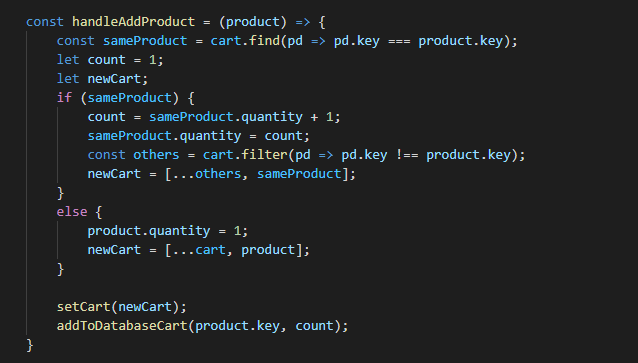 const handleAddProduct = (product) => {
    const sameProduct = cart.find(pd => pd.key === product.key);
    let count = 1;
    let newCart;
    if (sameProduct) {
        count = sameProduct.quantity + 1;
        sameProduct.quantity = count;
        const others = cart.filter(pd => pd.key !== product.key);
        newCart = [...others, sameProduct];
    }
    else {
        product.quantity = 1;
        newCart = [...cart, product];
    }

    setCart(newCart);
    addToDatabaseCart(product.key, count);
}